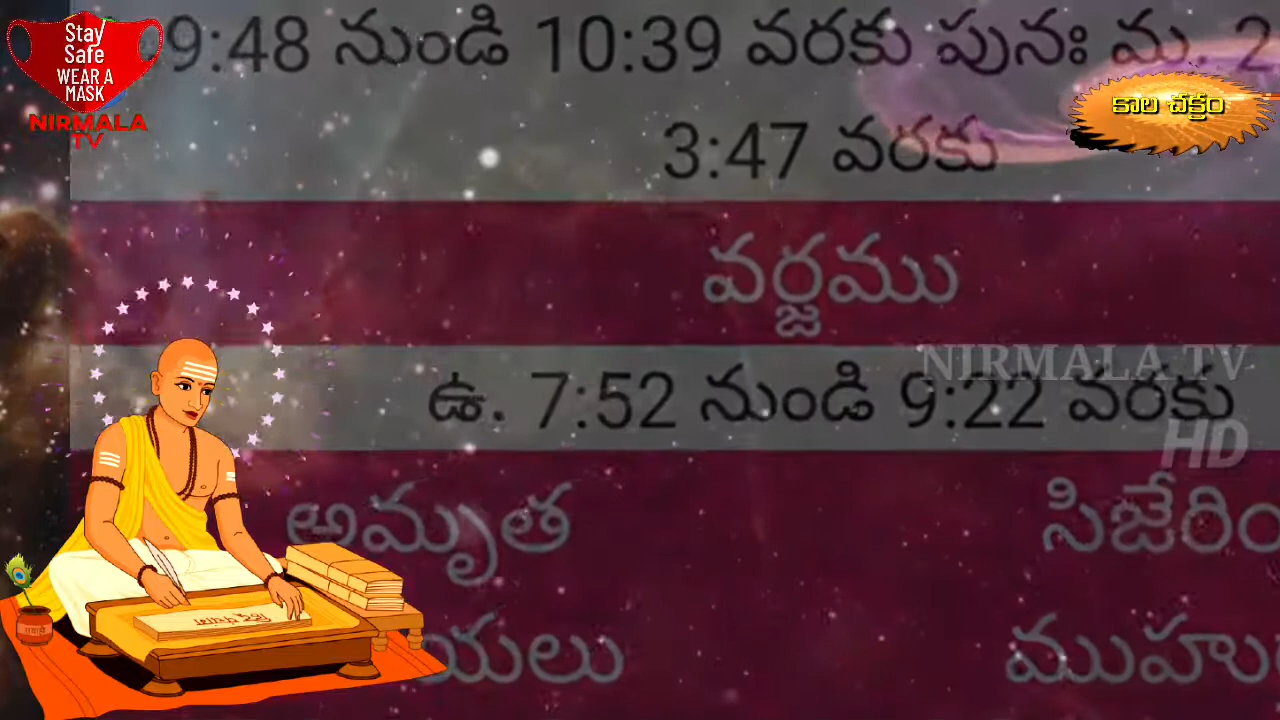 Stay
Safe
WEAR A
MASK
NIRMALA
TV
9:48 నుండి 10:39 వరకు పునః మ. 2
కాల చక్రం
3:47 వరకు
వర్జము
NIRMALA TV
ఉ. 7:52 నుండి 9:22 వరకు
HD
అమృత